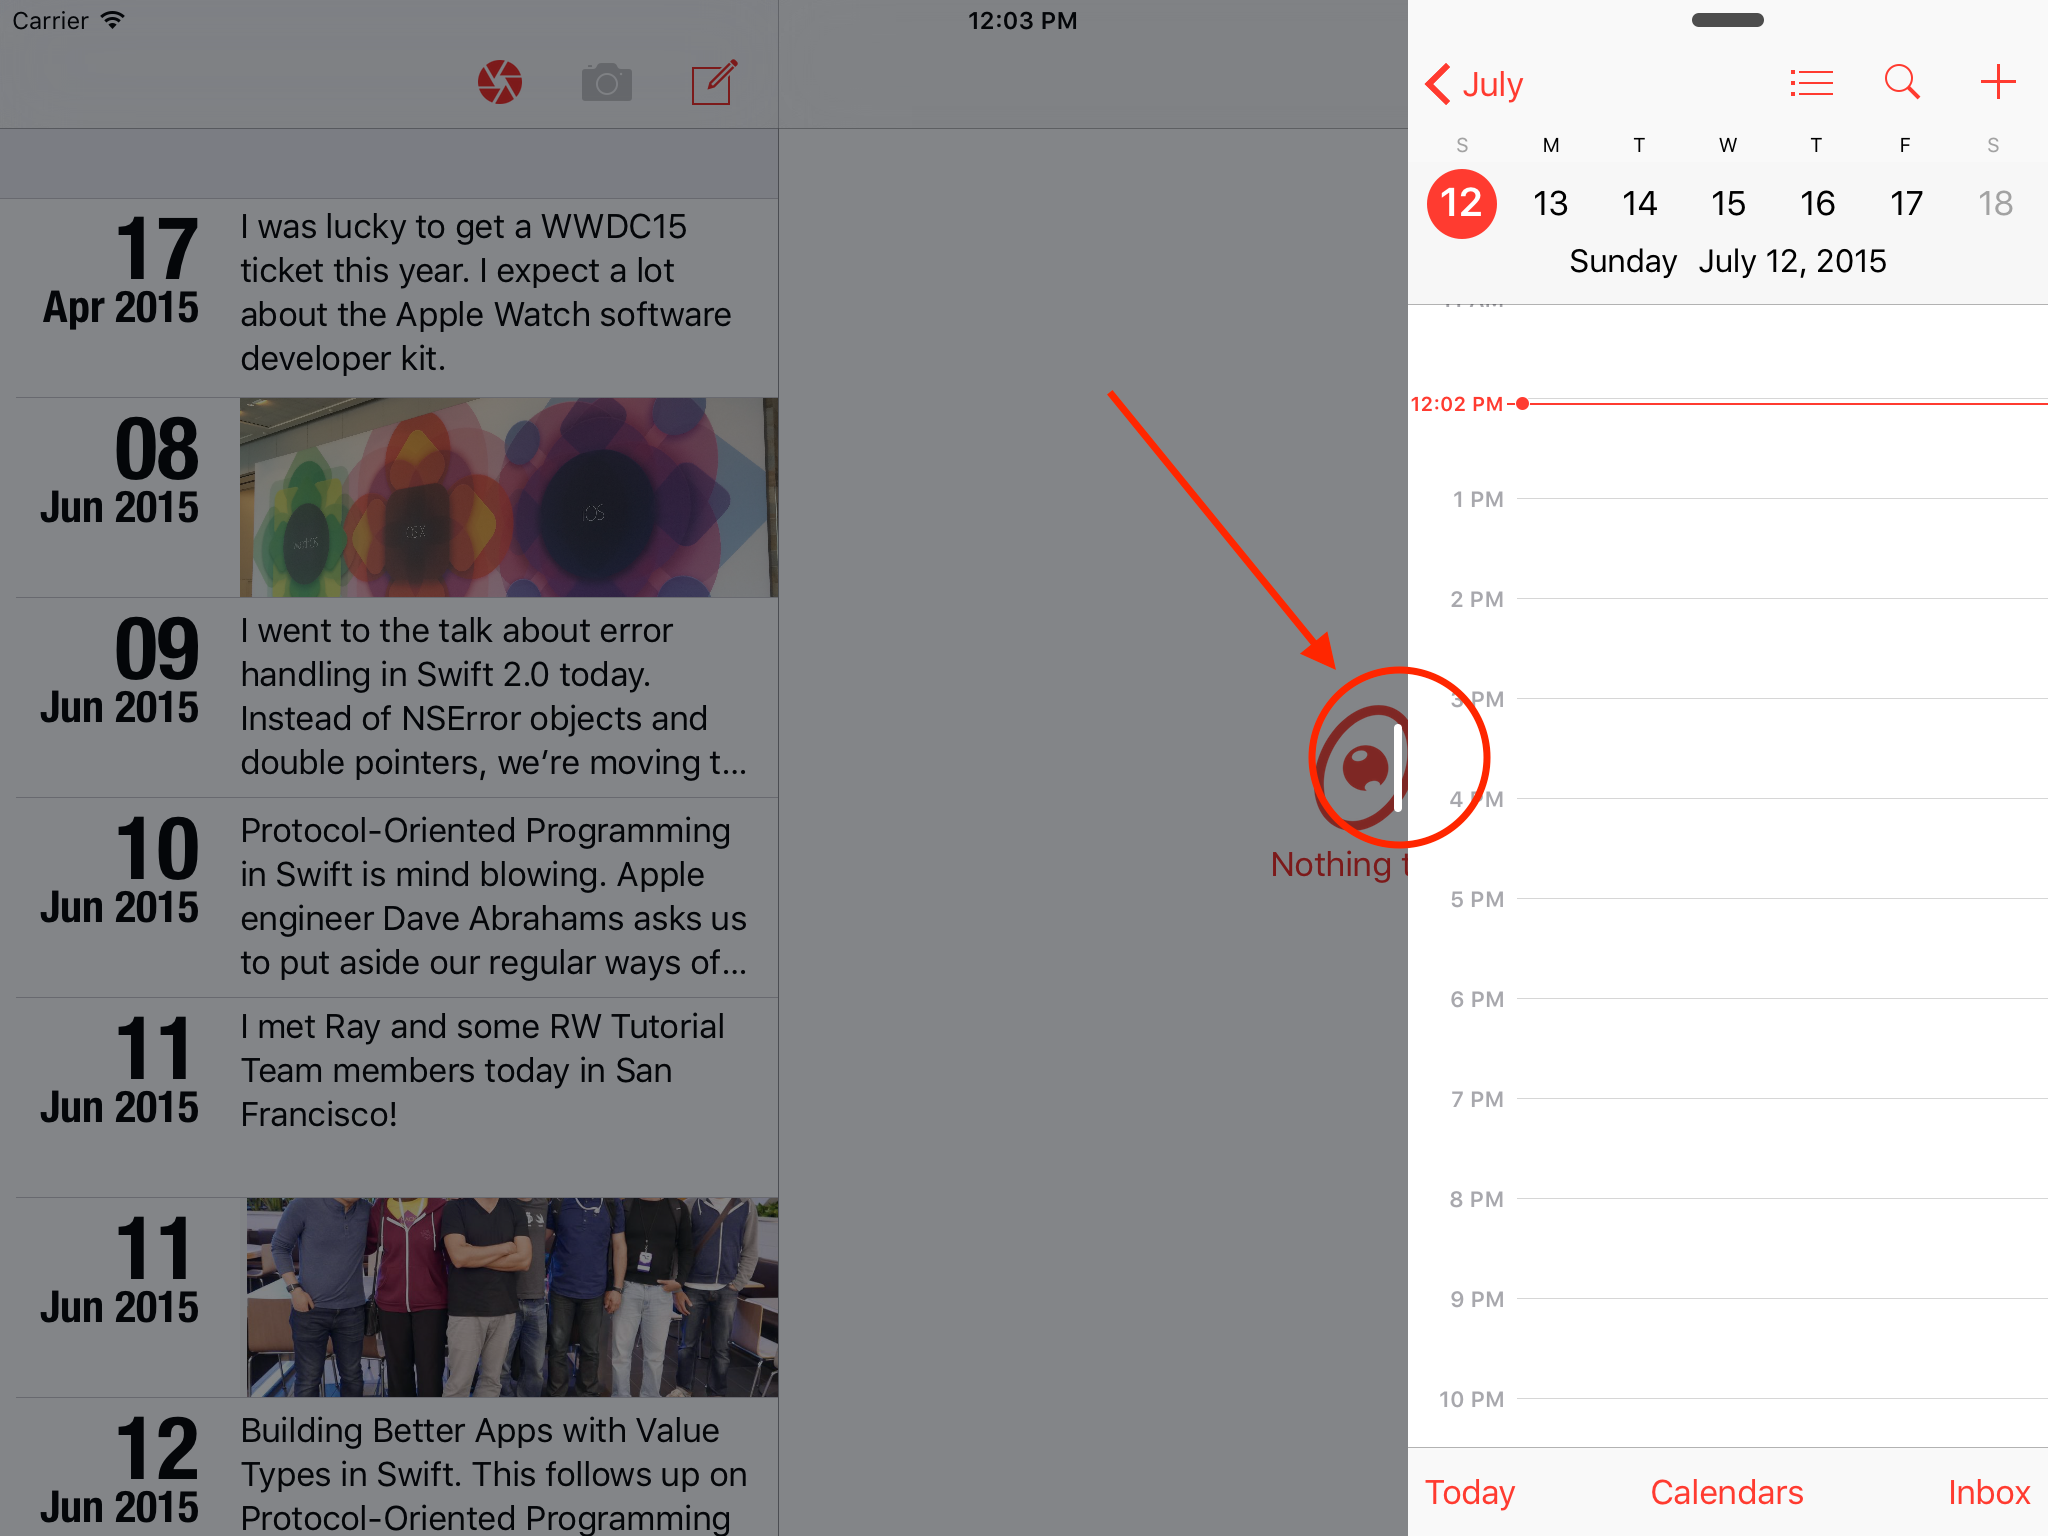 Carrier
12:03 PM
17
Apr 2015
I was lucky to get a WWDC15
ticket this year. I expect a lot
about the Apple Watch software
developer kit.
08
Jun 2015
watchOS
OS X
iOS
09
Jun 2015
I went to the talk about error
handling in Swift 2.0 today.
Instead of NSError objects and
double pointers, we’re moving t...
10
Jun 2015
Protocol-Oriented Programming
in Swift is mind blowing. Apple
engineer Dave Abrahams asks us
to put aside our regular ways of...
11
Jun 2015
I met Ray and some RW Tutorial
Team members today in San
Francisco!
11
Jun 2015
12
Jun 2015
Building Better Apps with Value
Types in Swift. This follows up on
Protocol-Oriented Programming
Nothing t
July
S M T W T F S
12 13 14 15 16 17 18
Sunday July 12, 2015
12:02 PM
1 PM
2 PM
3 PM
4 PM
5 PM
6 PM
7 PM
8 PM
9 PM
10 PM
Today Calendars Inbox